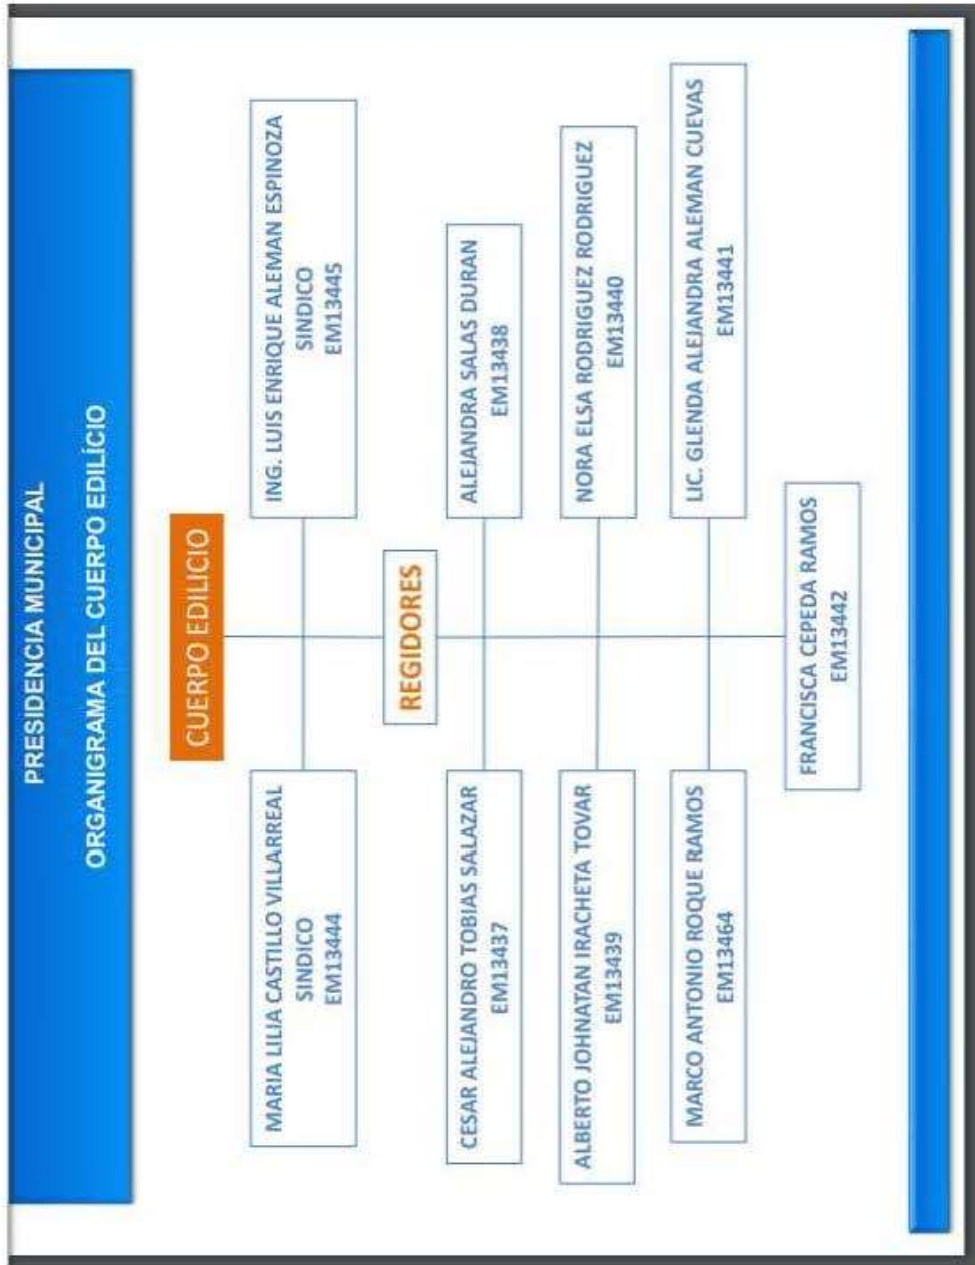 PRESIDENCIA MUNICIPAL
ORGANIGRAMA DEL CUERPO EDILÍCIO
CUERPO EDILICIO
MARIA LILIA CASTILLO VILLARREAL
SINDICO
EM13444
ING. LUIS ENRIQUE ALEMAN ESPINOZA
SINDICO
EM13445
REGIDORES
CESAR ALEJANDRO TOBIAS SALAZAR
EM13437
ALEJANDRA SALAS DURAN
EM13438
ALBERTO JOHNATAN IRACHETA TOVAR
EM13439
NORA ELSA RODRIGUEZ RODRIGUEZ
EM13440
MARCO ANTONIO ROQUE RAMOS
EM13464
LIC. GLENDA ALEJANDRA ALEMAN CUEVAS
EM13441
FRANCISCA CEPEDA RAMOS
EM13442